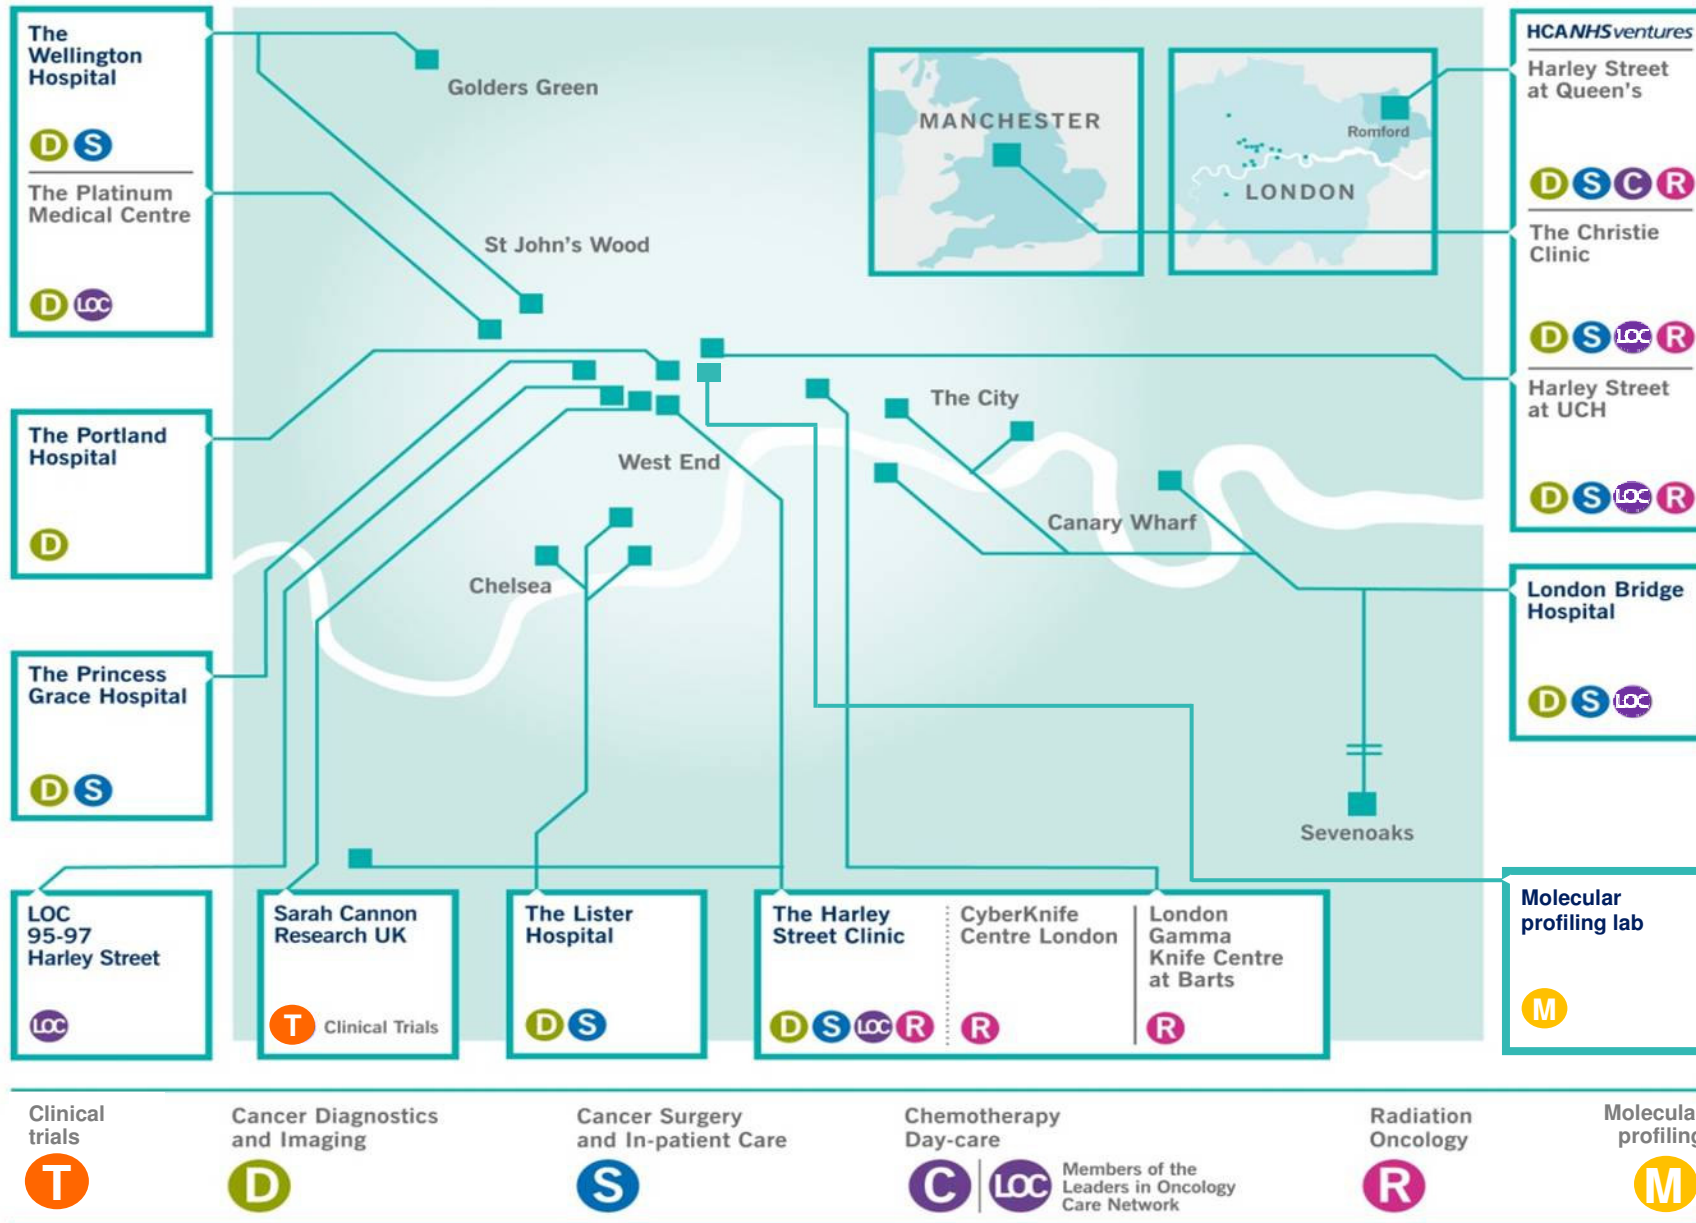 The
Wellington
Hospital
D S
The Platinum
Medical Centre
D LOC
The Portland
Hospital
D
The Princess
Grace Hospital
D S
LOC
95-97
Harley Street
LOC
Golders Green
St John's Wood
West End
Chelsea
The City
Canary Wharf
Sevenoaks
MANCHESTER
Romford
LONDON
HCANHSventures
Harley Street
at Queen's
D S C R
The Christie
Clinic
D S LOC R
Harley Street
at UCH
D S LOC R
London Bridge
Hospital
D S LOC
Molecular
profiling lab
M
Sarah Cannon
Research UK
T Clinical Trials
The Lister
Hospital
D S
The Harley
Street Clinic
D S LOC R
CyberKnife
Centre London
R
London
Gamma
Knife Centre
at Barts
R
Clinical
trials
T
Cancer Diagnostics
and Imaging
D
Cancer Surgery
and In-patient Care
S
Chemotherapy
Day-care
C LOC
Members of the
Leaders in Oncology
Care Network
Radiation
Oncology
R
Molecula
profiling
M